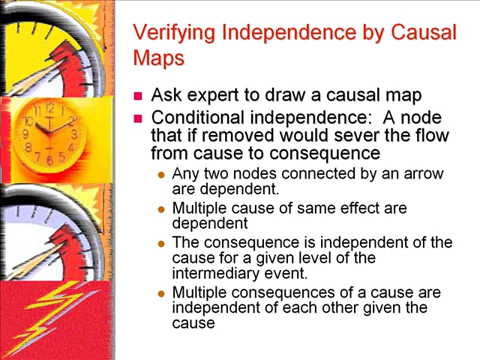 Verifying Independence by Causal
Maps
Ask expert to draw a causal map
Conditional independence: A node
that if removed would sever the flow
from cause to consequence
Any two nodes connected by an arrow
are dependent.
Multiple cause of same effect are
dependent
The consequence is independent of the
cause for a given level of the
intermediary event.
Multiple consequences of a cause are
independent of each other given the
cause